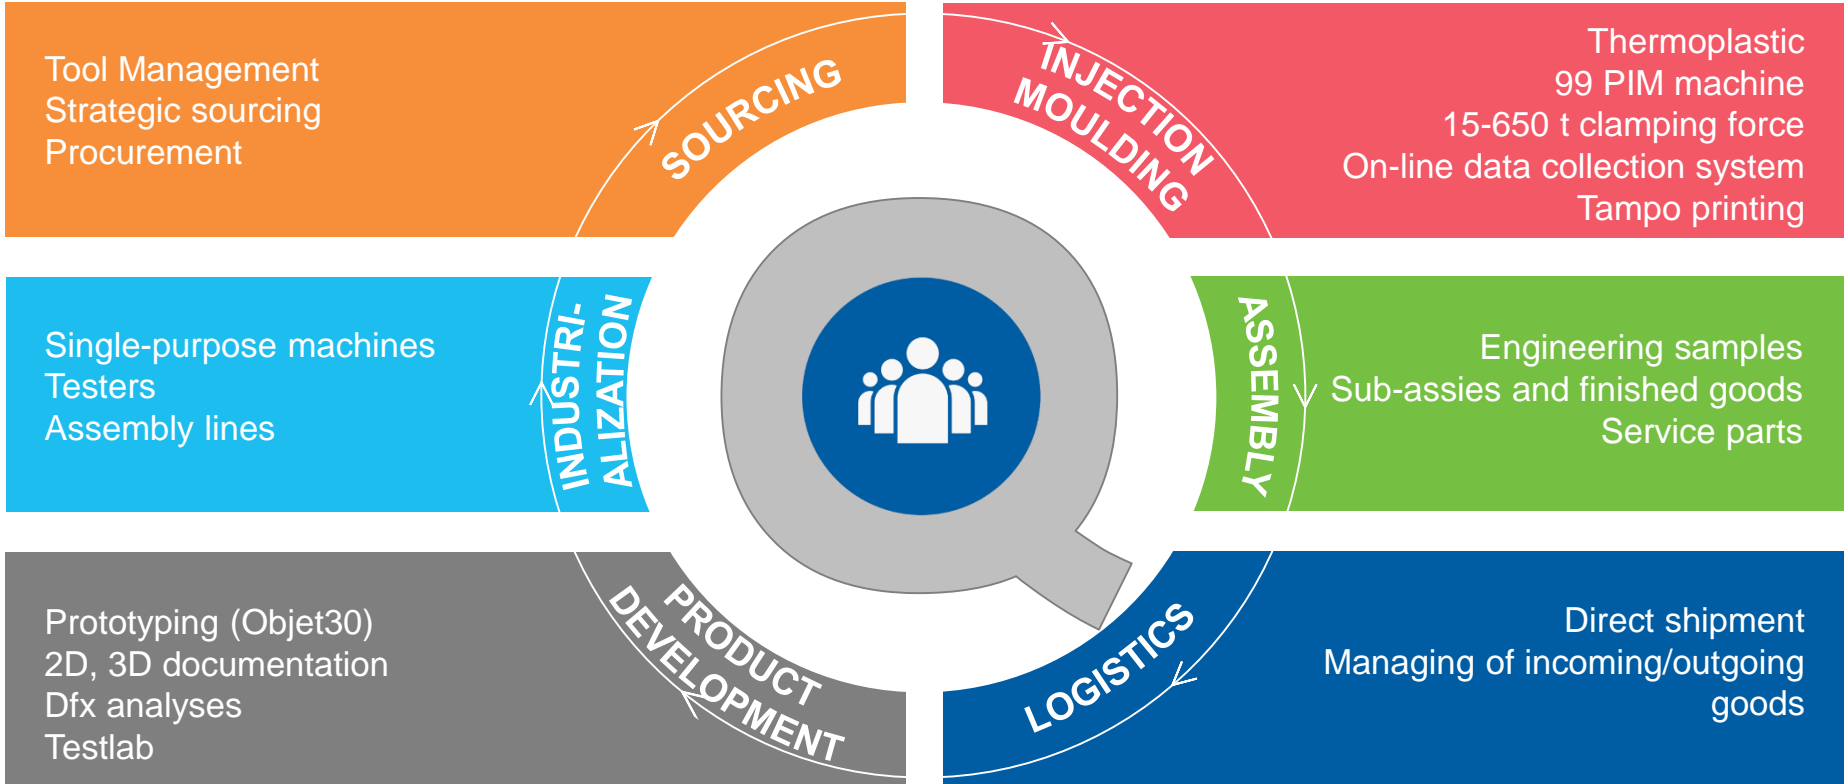 Tool Management
Strategic sourcing
Procurement
SOURCING
INJECTION
MOULDING
Thermoplastic
99 PIM machine
15-650 t clamping force
On-line data collection system
Tampo printing
Single-purpose machines
Testers
Assembly lines
INDUSTRI-
ALIZATION
ASSEMBLY
Engineering samples
Sub-assies and finished goods
Service parts
Prototyping (Objet30)
2D, 3D documentation
Dfx analyses
Testlab
PRODUCT
DEVELOPMENT
LOGISTICS
Direct shipment
Managing of incoming/outgoing
goods